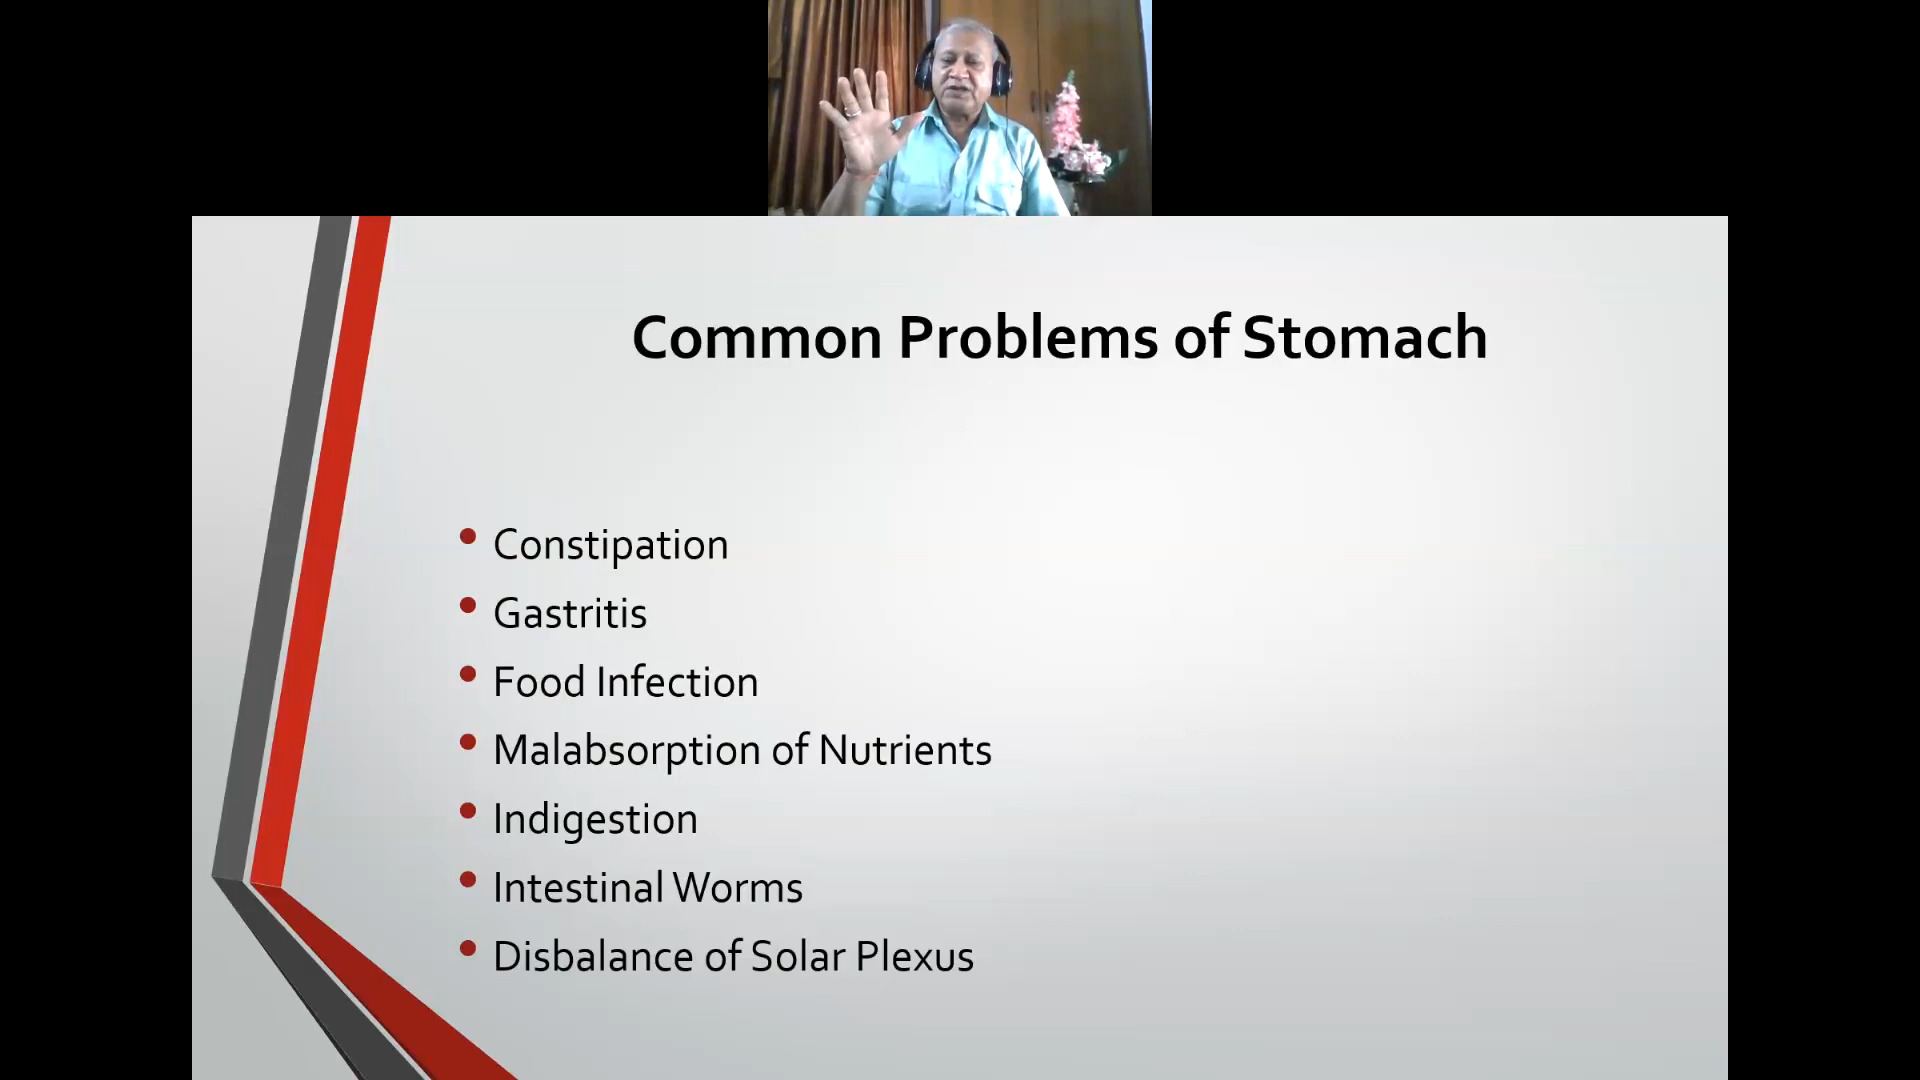 Common Problems of Stomach
• Constipation
• Gastritis
• Food Infection
• Malabsorption of Nutrients
• Indigestion
• Intestinal Worms
• Disbalance of Solar Plexus